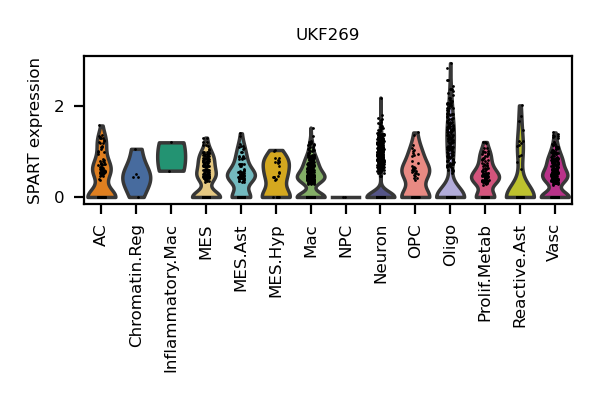 UKF269
SPART expression
2
0
AC
Chromatin.Reg
Inflammatory.Mac
MES
MES.Ast
MES.Hyp
Mac
NPC
Neuron
OPC
Oligo
Prolif.Metab
Reactive.Ast
Vasc